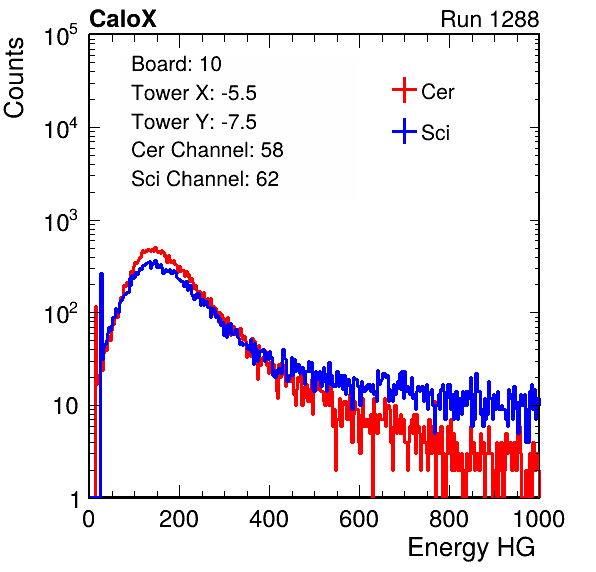 CaloX Run 1288
Counts
Board: 10
Tower X: -5.5
Tower Y: -7.5
Cer Channel: 58
Sci Channel: 62
Cer
Sci
10^5
10^4
10^3
10^2
10
1
0 200 400 600 800 1000
Energy HG